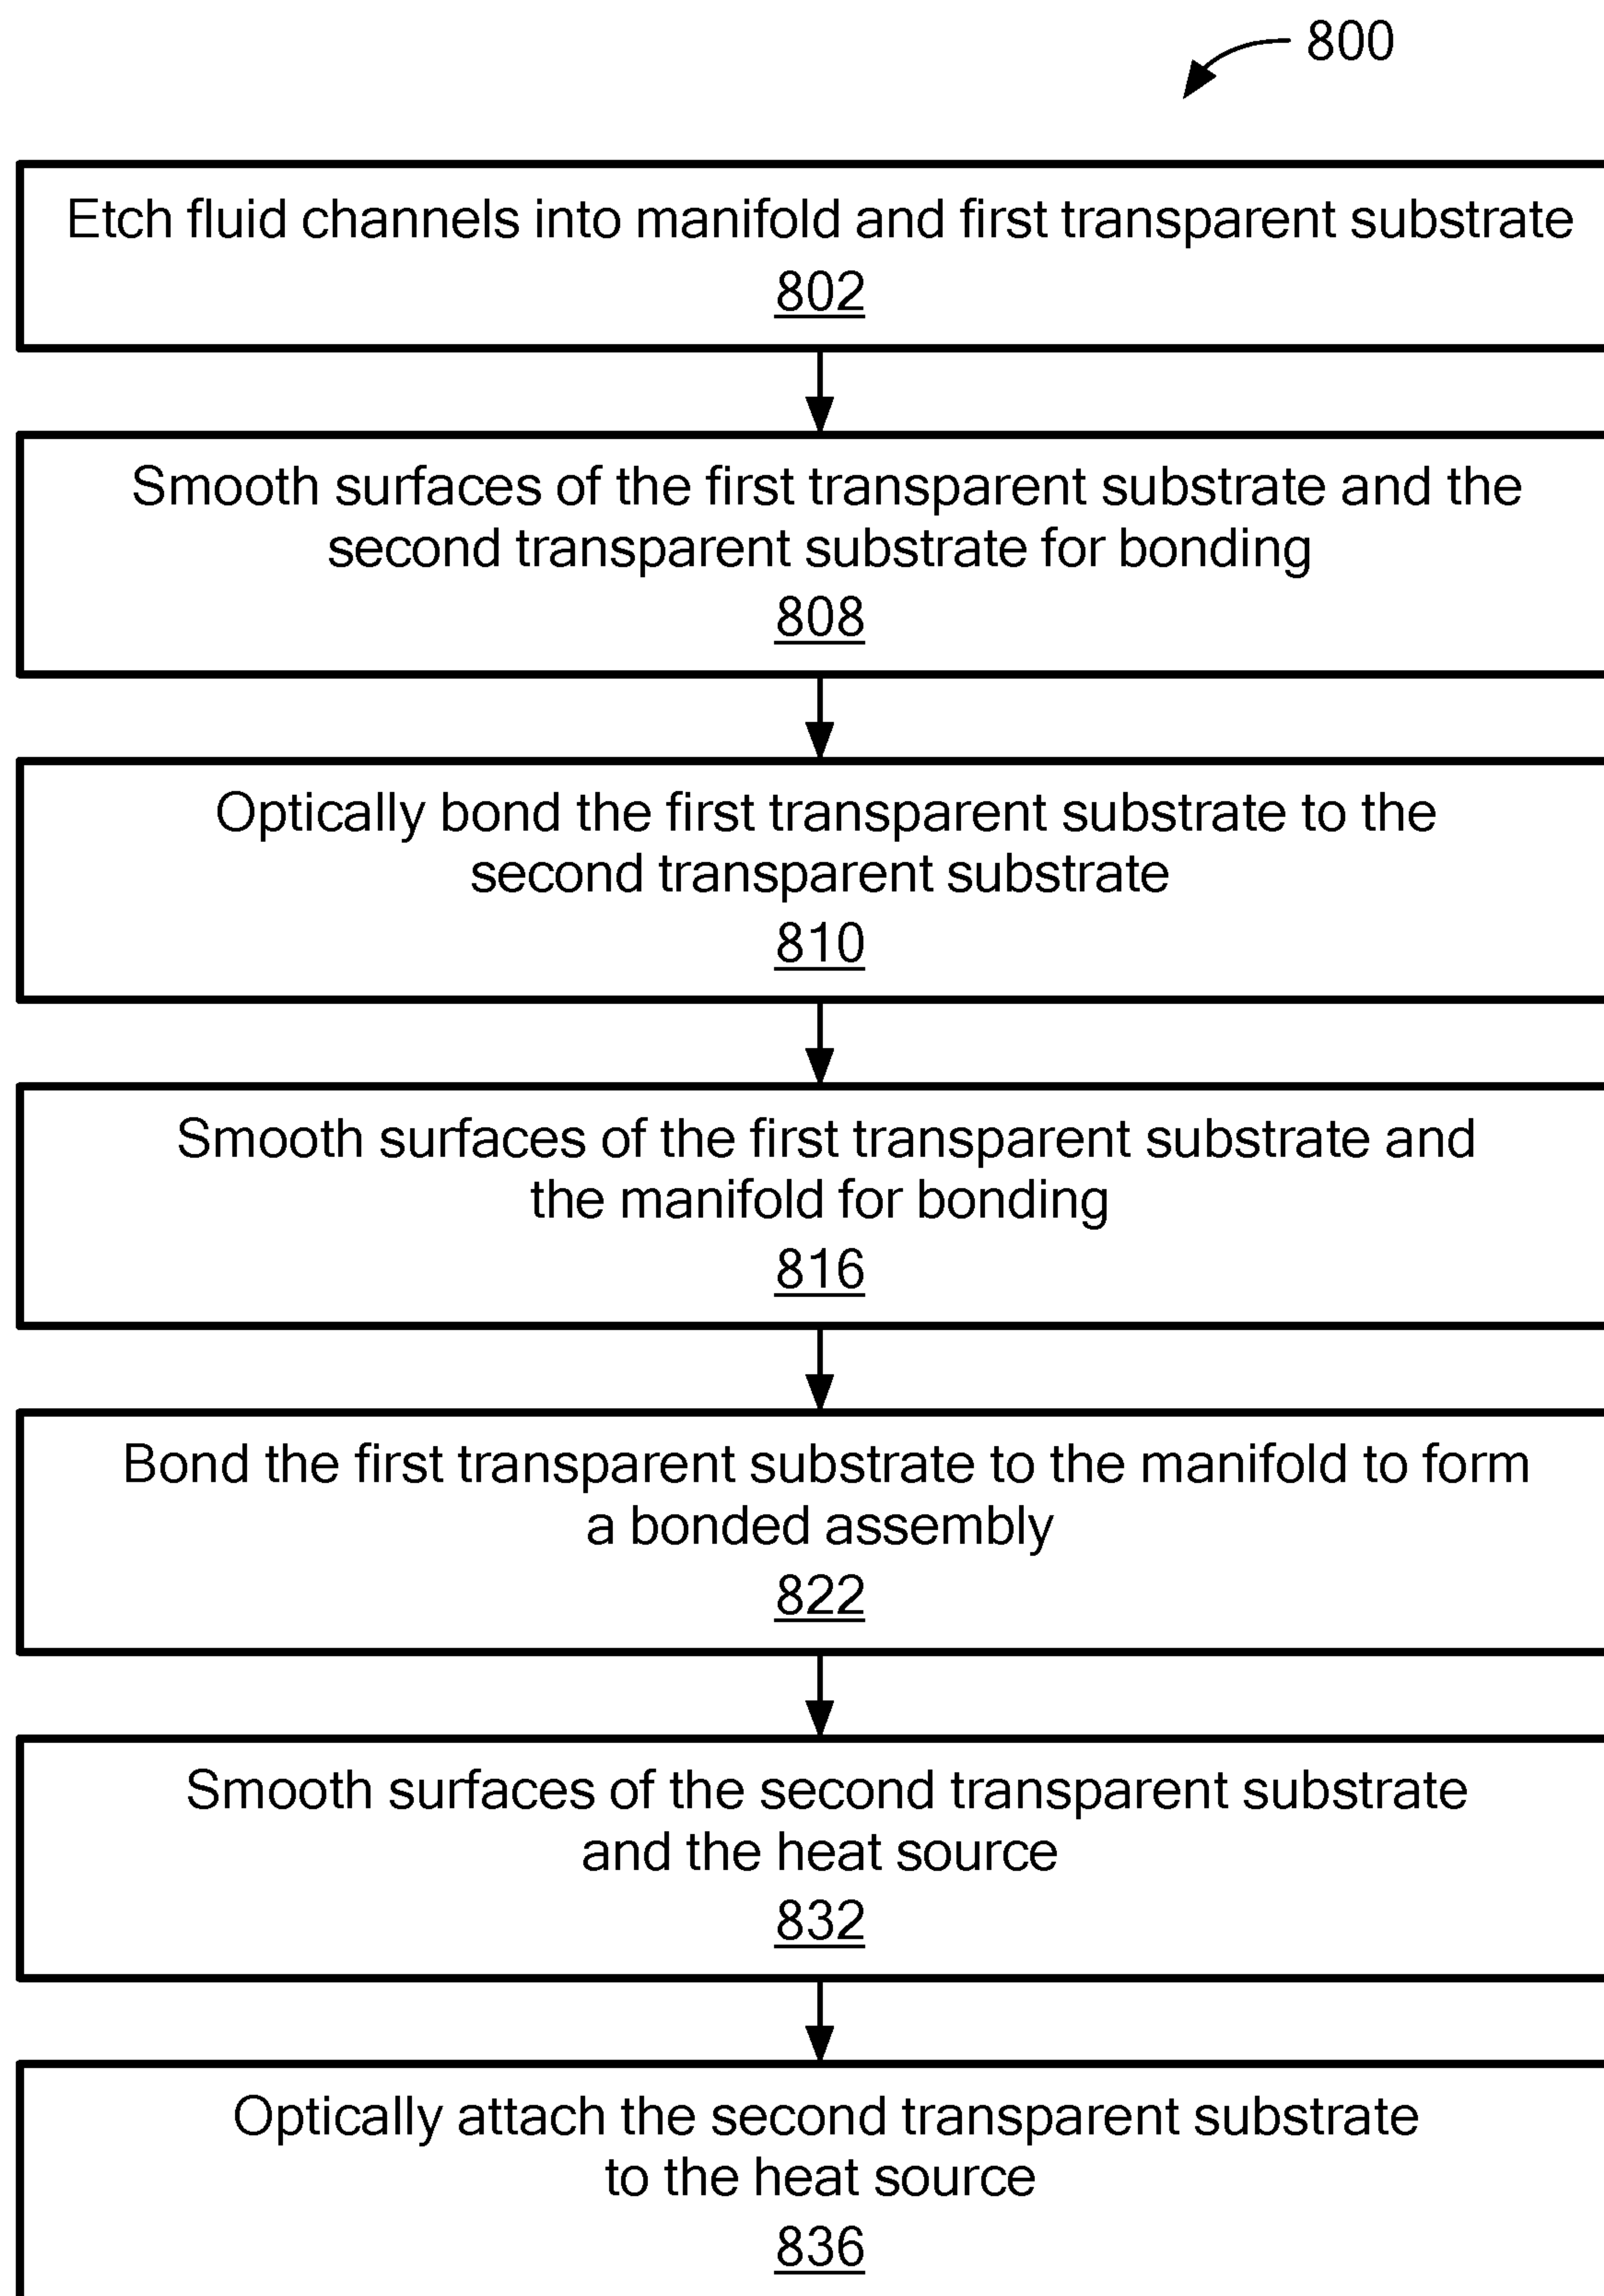 800
Etch fluid channels into manifold and first transparent substrate
802
Smooth surfaces of the first transparent substrate and the
second transparent substrate for bonding
808
Optically bond the first transparent substrate to the
second transparent substrate
810
Smooth surfaces of the first transparent substrate and
the manifold for bonding
816
Bond the first transparent substrate to the manifold to form
a bonded assembly
822
Smooth surfaces of the second transparent substrate
and the heat source
832
Optically attach the second transparent substrate
to the heat source
836